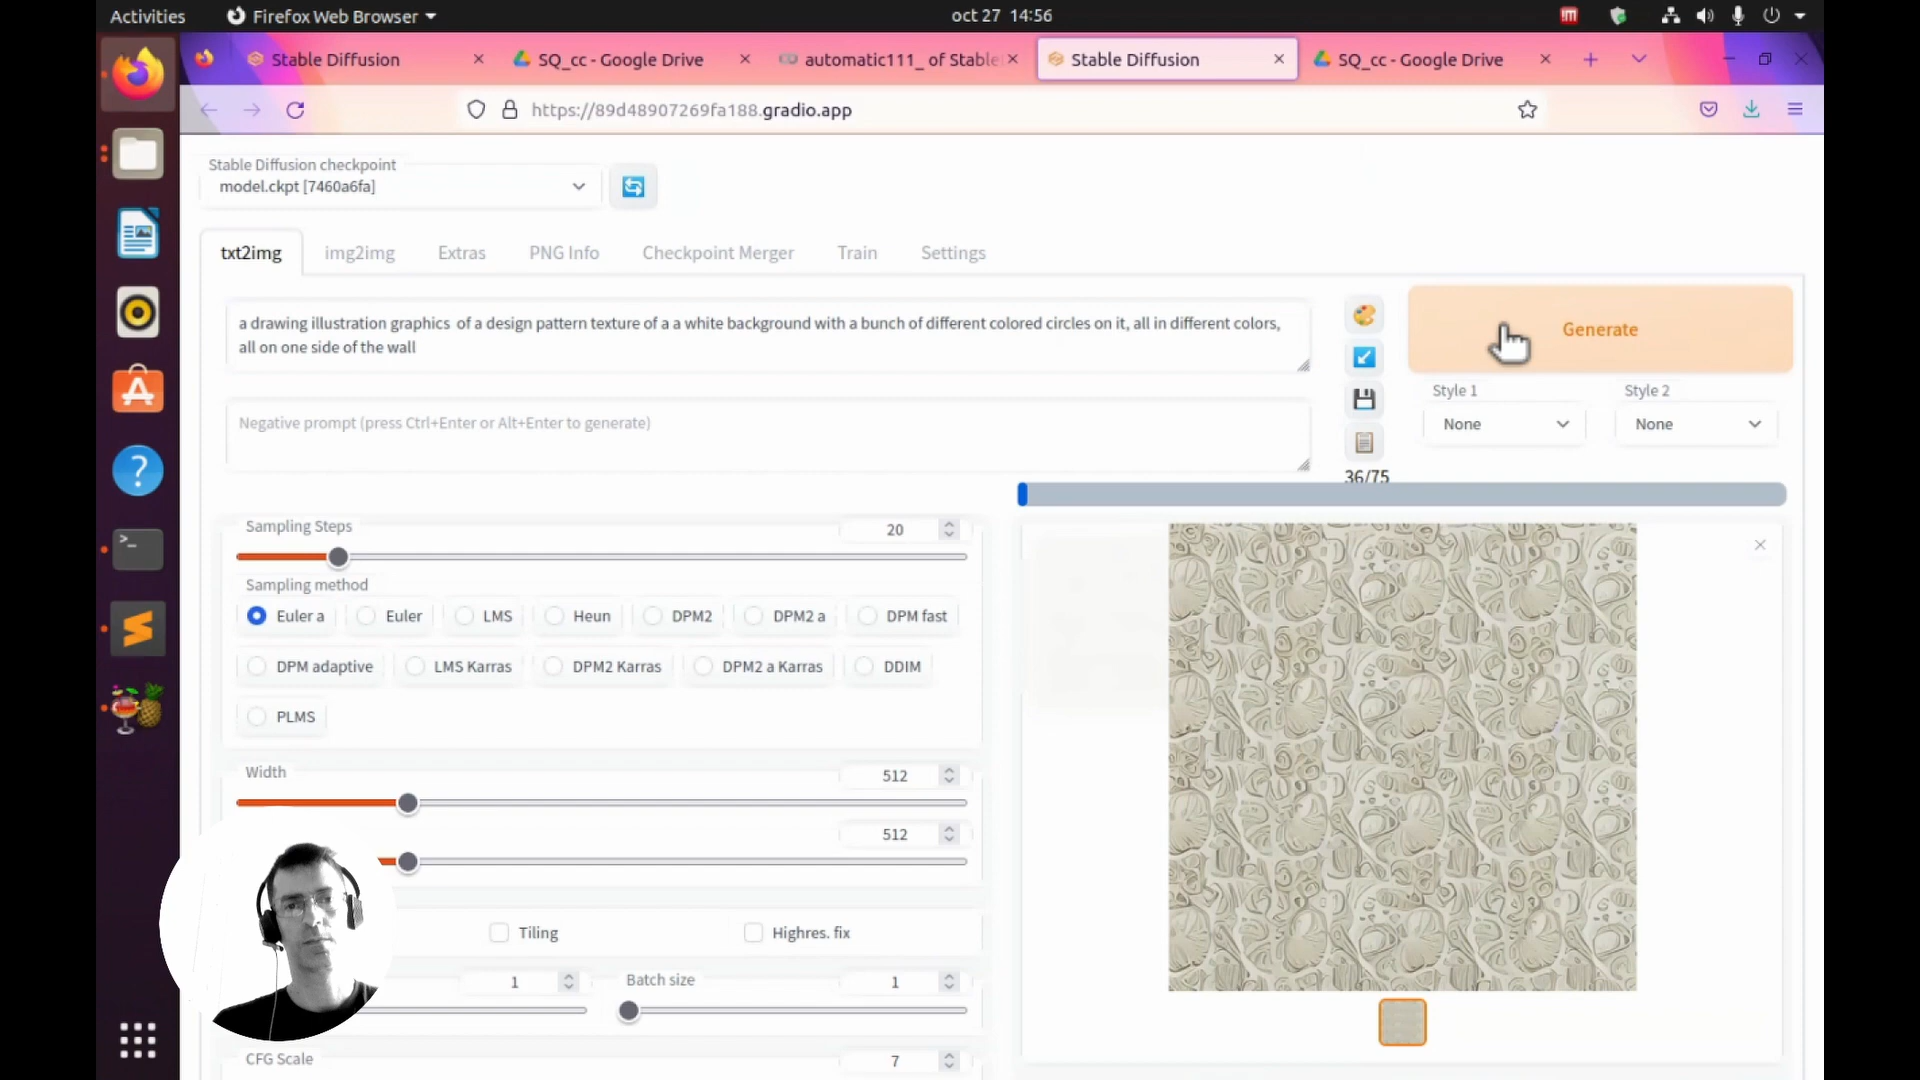 Activities
Firefox Web Browser
oct 27 14:56
Stable Diffusion
SQ_cc - Google Drive
automatic111_ of Stable
Stable Diffusion
SQ_cc - Google Drive
https://89d48907269fa188.gradio.app
Stable Diffusion checkpoint
model.ckpt [7460a6fa]
txt2img
img2img
Extras
PNG Info
Checkpoint Merger
Train
Settings
a drawing illustration graphics of a design pattern texture of a a white background with a bunch of different colored circles on it, all in different colors,
all on one side of the wall
Generate
Style 1
Style 2
None
None
Negative prompt (press Ctrl+Enter or Alt+Enter to generate)
36/75
Sampling Steps
20
Sampling method
Euler a
Euler
LMS
Heun
DPM2
DPM2 a
DPM fast
DPM adaptive
LMS Karras
DPM2 Karras
DPM2 a Karras
DDIM
PLMS
Width
512
512
Tiling
Highres. fix
1
Batch size
1
CFG Scale
7